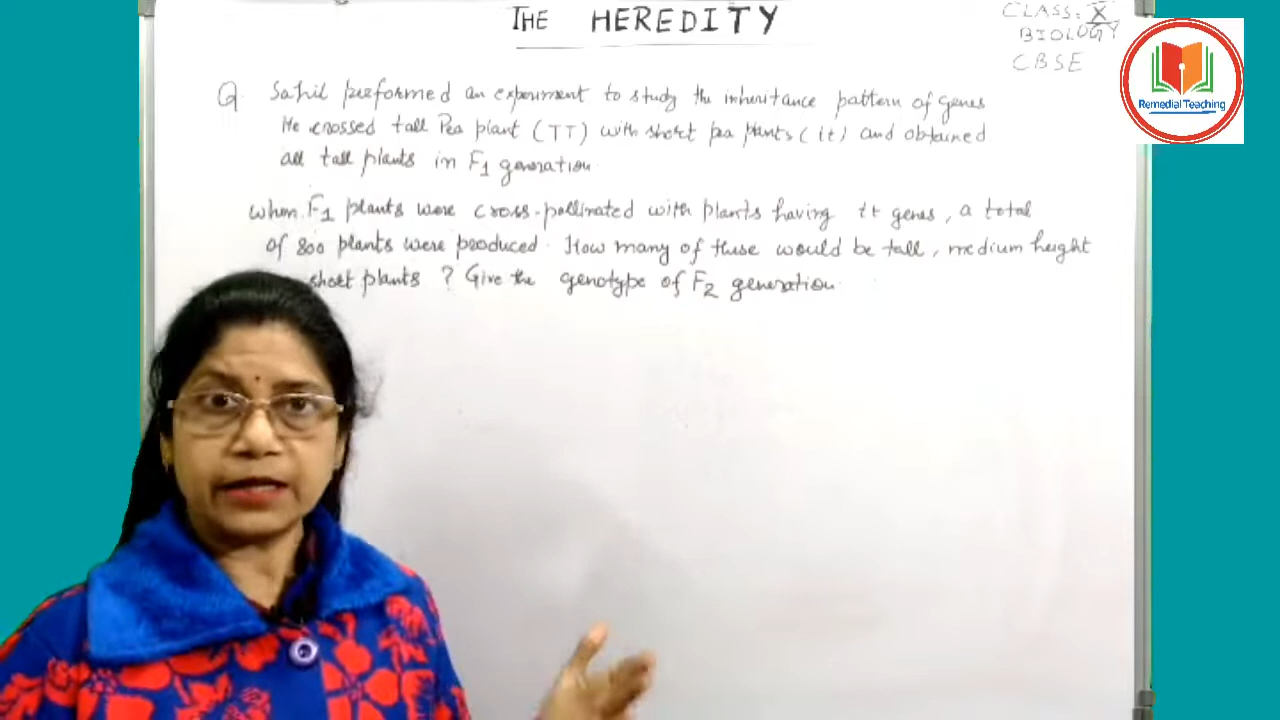 THE HEREDITY
CLASS: X
BIOLOGY
CBSE
Remedial Teaching
Q. Sahil performed an experiment to study the inheritance pattern of genes
He crossed tall Pea plant (TT) with short pea plants (tt) and obtained
all tall plants in F1 generation.
When F1 plants were cross-pollinated with plants having tt genes, a total
of 800 plants were produced. How many of these would be tall, medium height
short plants ? Give the genotype of F2 generation.